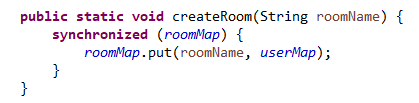 public static void createRoom(String roomName) {
    synchronized (roomMap) {
        roomMap.put(roomName, userMap);
    }
}